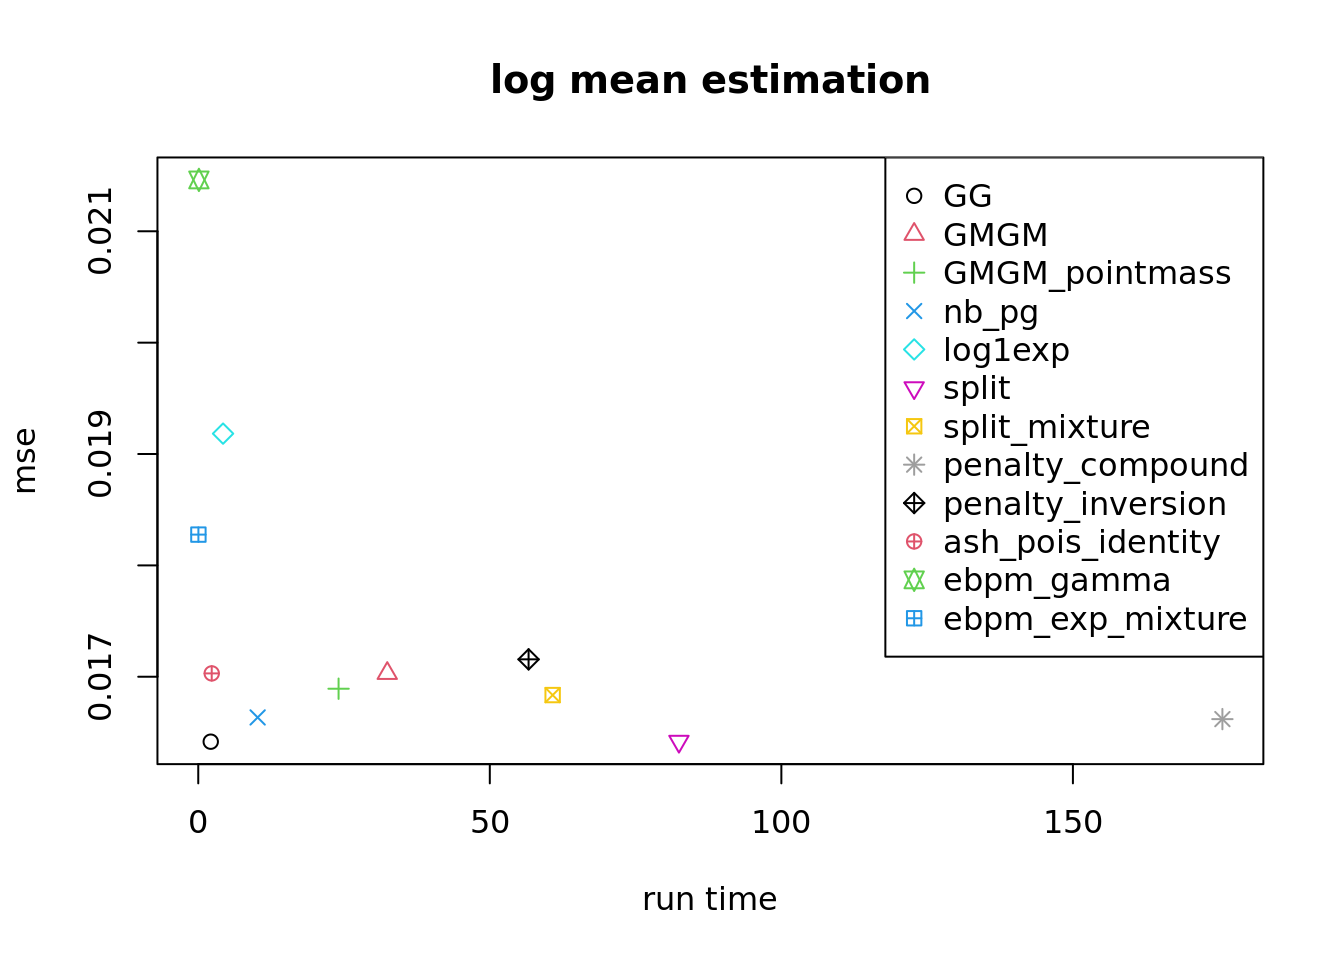 log mean estimation
0.021
0.019
0.017
mse
GG
GMGM
GMGM_pointmass
nb_pg
log1exp
split
split_mixture
penalty_compound
penalty_inversion
ash_pois_identity
ebpm_gamma
ebpm_exp_mixture
0
50
100
150
run time